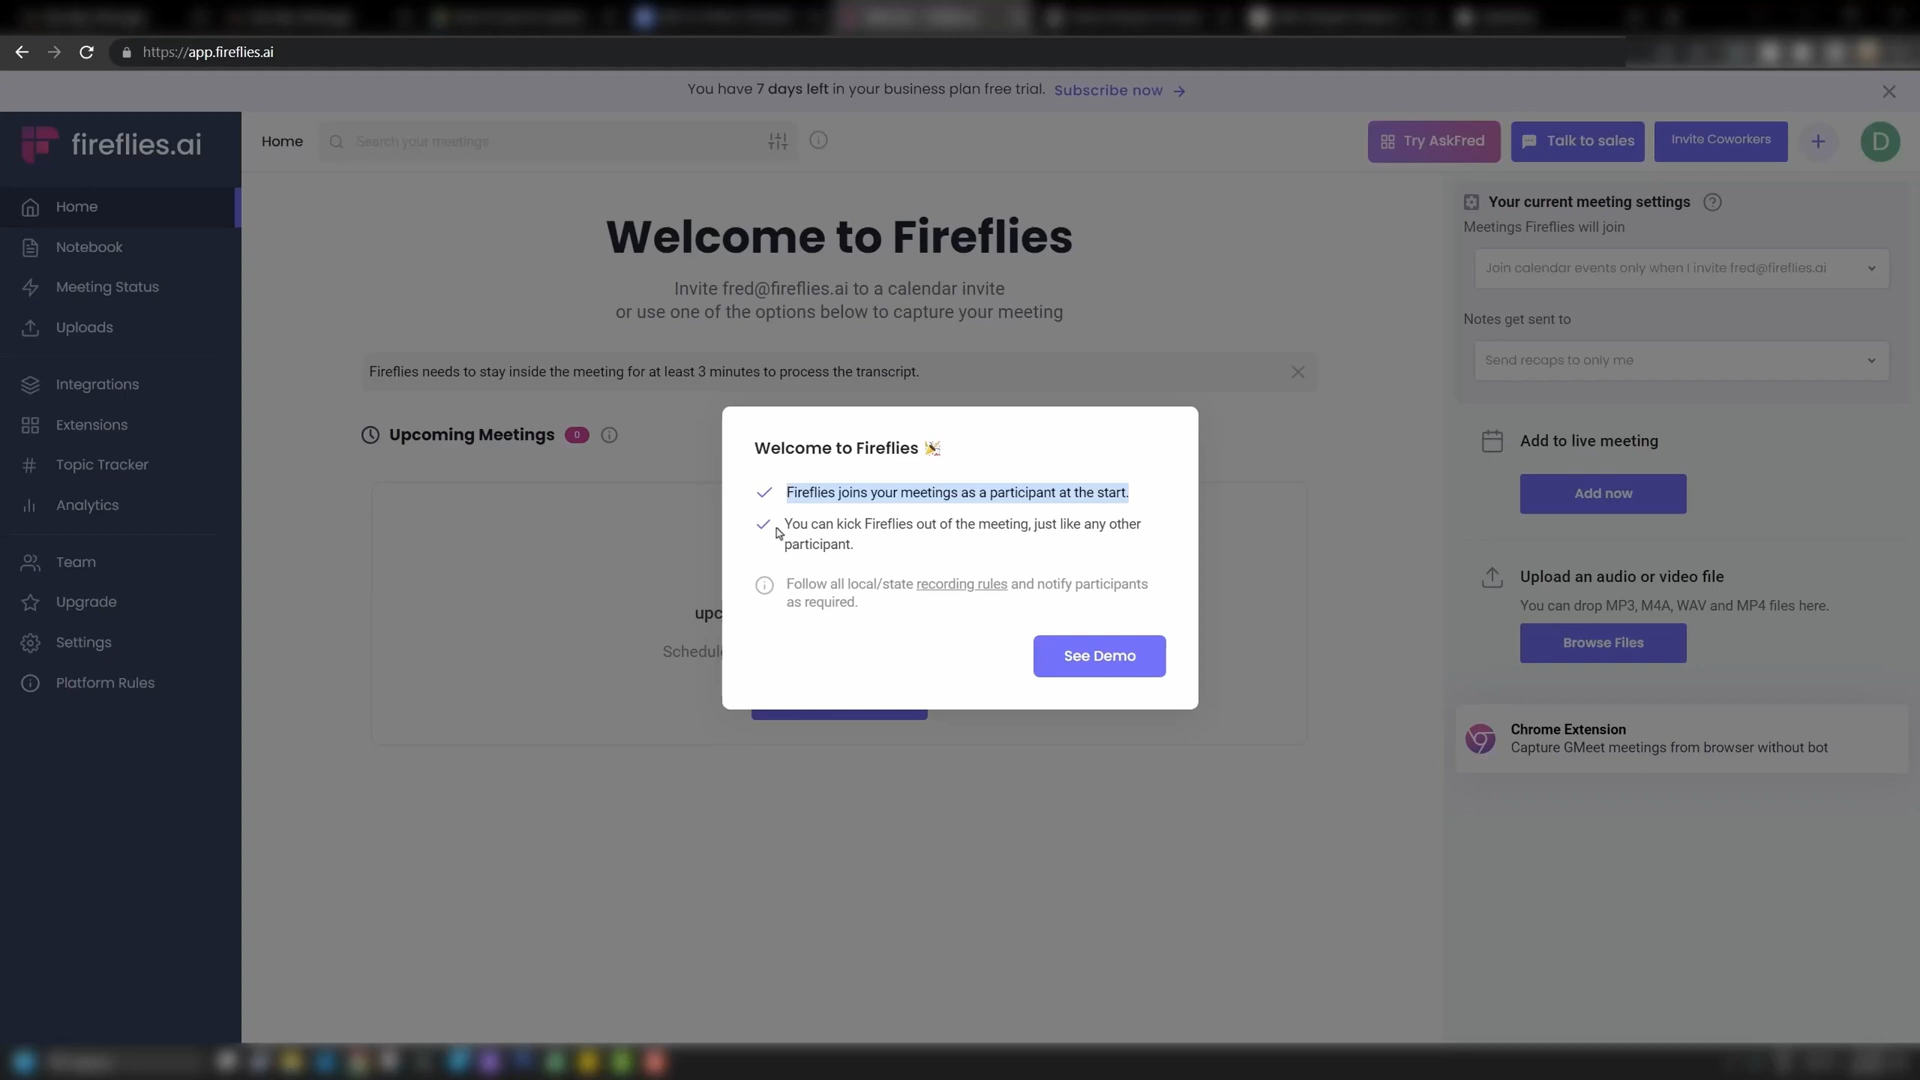 https://app.fireflies.ai
You have 7 days left in your business plan free trial. Subscribe now
fireflies.ai
Home
Search your meetings
Try AskFred
Talk to sales
Invite Coworkers
D
Home
Notebook
Meeting Status
Uploads
Integrations
Extensions
Topic Tracker
Analytics
Team
Upgrade
Settings
Platform Rules
Welcome to Fireflies
Invite fred@fireflies.ai to a calendar invite
or use one of the options below to capture your meeting
Fireflies needs to stay inside the meeting for at least 3 minutes to process the transcript.
Upcoming Meetings 0
Welcome to Fireflies
Fireflies joins your meetings as a participant at the start.
You can kick Fireflies out of the meeting, just like any other
participant.
Follow all local/state recording rules and notify participants
as required.
See Demo
Your current meeting settings
Meetings Fireflies will join
Join calendar events only when I invite fred@fireflies.ai
Notes get sent to
Send recaps to only me
Add to live meeting
Add now
Upload an audio or video file
You can drop MP3, M4A, WAV and MP4 files here.
Browse Files
Chrome Extension
Capture GMeet meetings from browser without bot